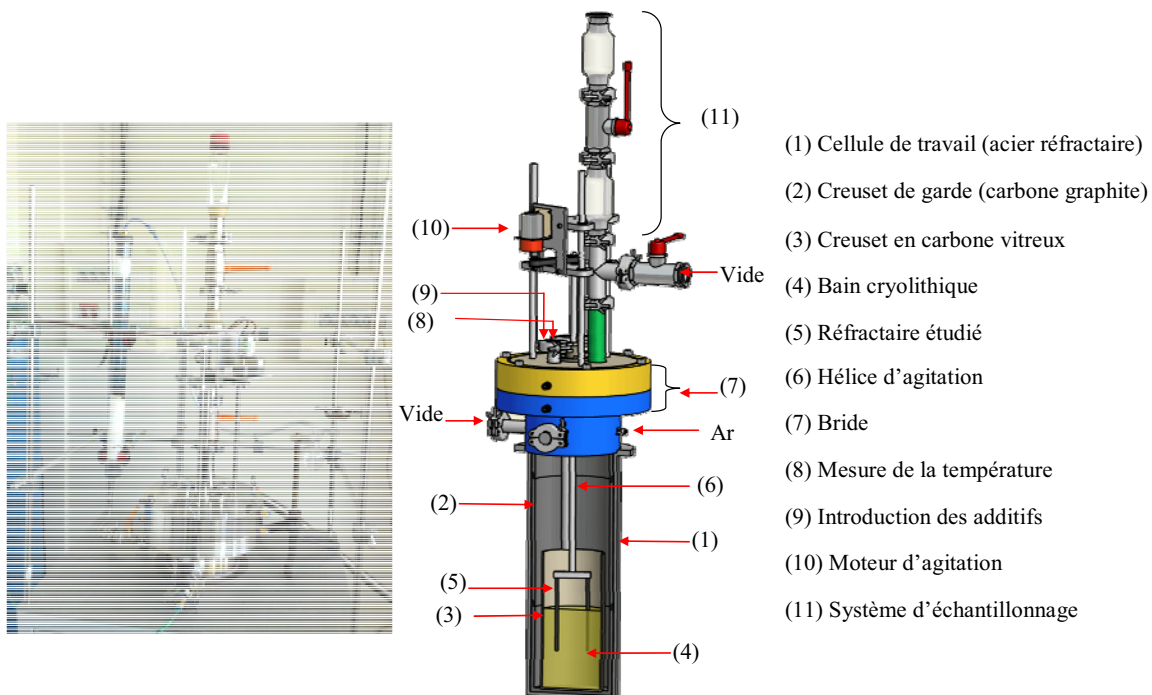 (11)
(10)
Vide
(9)
(8)
(7)
Vide
Ar
(6)
(2)
(1)
(5)
(3)
(4)
(1) Cellule de travail (acier réfractaire)
(2) Creuset de garde (carbone graphite)
(3) Creuset en carbone vitreux
(4) Bain cryolithique
(5) Réfractaire étudié
(6) Hélice d'agitation
(7) Bride
(8) Mesure de la température
(9) Introduction des additifs
(10) Moteur d'agitation
(11) Système d'échantillonnage